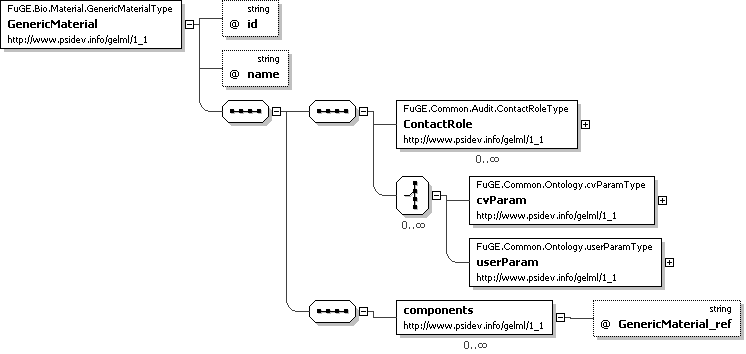 FuGE.Bio.Material.GenericMaterialType
GenericMaterial
http://www.psidev.info/gelml/1_1
string
@ id
string
@ name
FuGE.Common.Audit.ContactRoleType
ContactRole
http://www.psidev.info/gelml/1_1
0..∞
0..∞
FuGE.Common.Ontology.cvParamType
cvParam
http://www.psidev.info/gelml/1_1
FuGE.Common.Ontology.userParamType
userParam
http://www.psidev.info/gelml/1_1
components
http://www.psidev.info/gelml/1_1
0..∞
string
@ GenericMaterial_ref